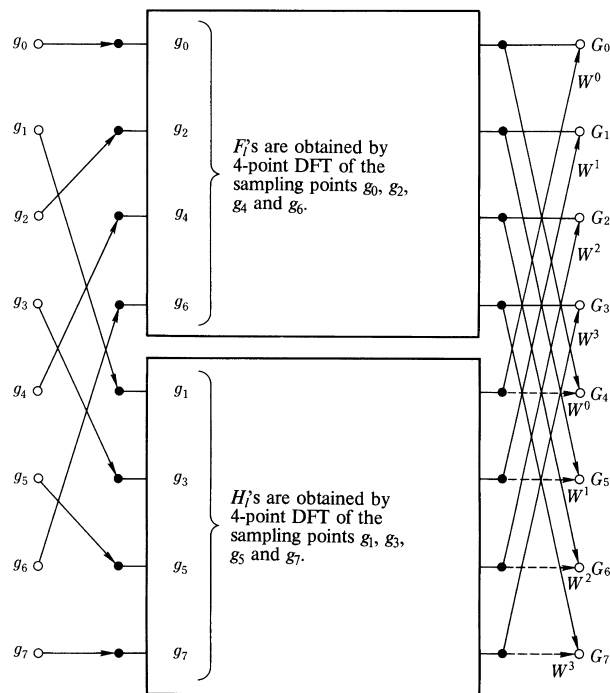 g₀ g₀ G₀
W⁰
g₁ g₂ G₁
W¹
F_l's are obtained by
4-point DFT of the
sampling points g₀, g₂,
g₄ and g₆.
g₂ g₄ G₂
W²
g₃ g₆ G₃
W³
g₄ g₁ G₄
W⁰
g₅ g₃ G₅
W¹
H_l's are obtained by
4-point DFT of the
sampling points g₁, g₃,
g₅ and g₇.
g₆ g₅ G₆
W²
g₇ g₇ G₇
W³